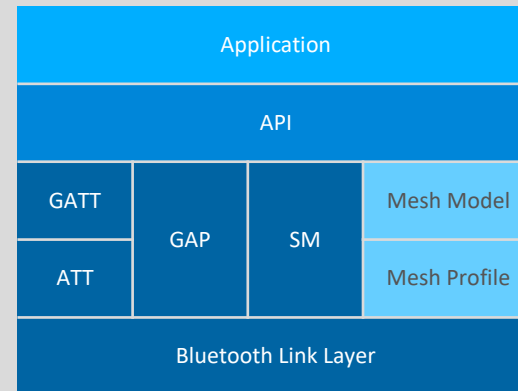 Application
API
GATT
GAP
SM
Mesh Model
ATT
Mesh Profile
Bluetooth Link Layer